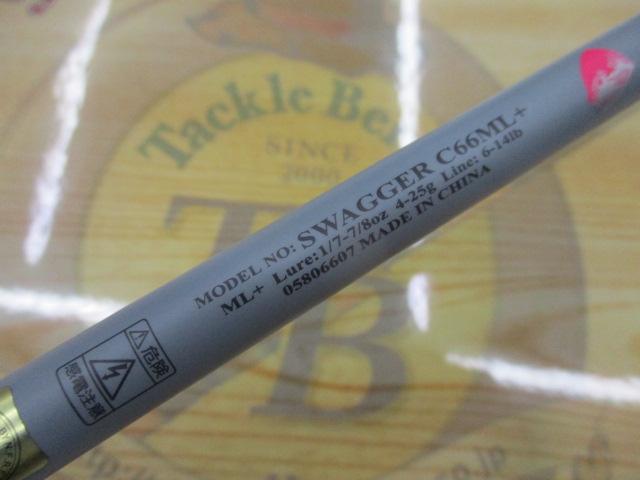 Tackle Be
SINCE
2000
TB
MODEL NO: SWAGGER C66ML+
ML+ Lure:1/7-7/8oz 4-25g Line: 6-14lb
05806607 MADE IN CHINA
危険
感電注意